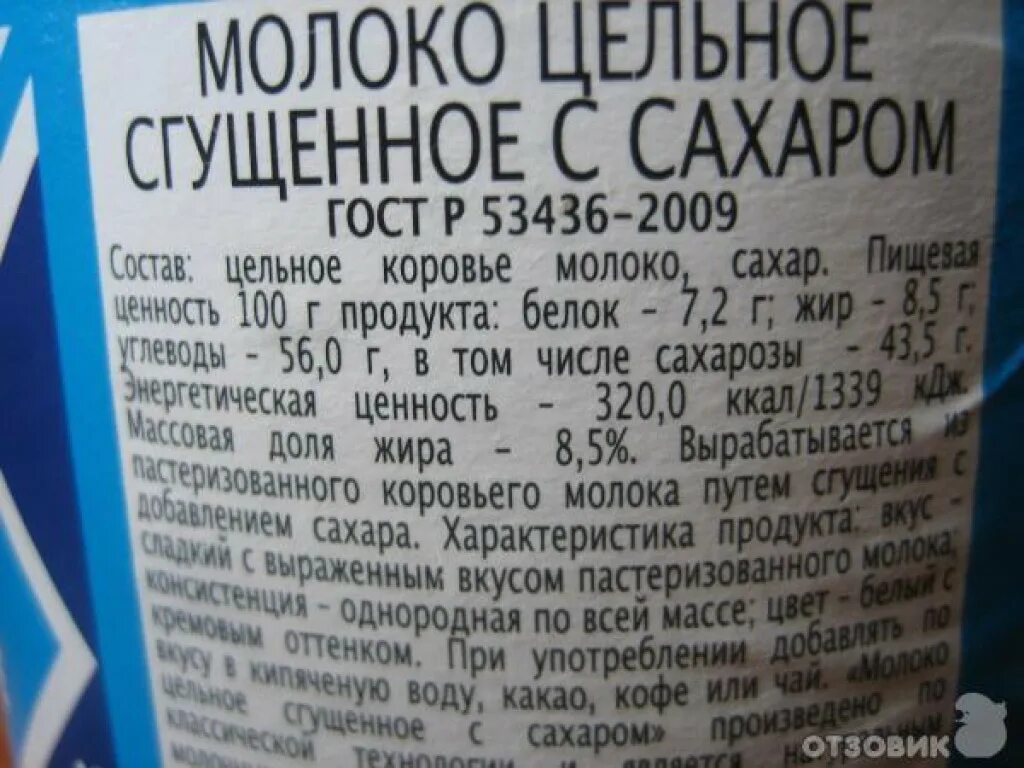 МОЛОКО ЦЕЛЬНОЕ
СГУЩЕННОЕ С САХАРОМ
ГОСТ Р 53436-2009
Состав: цельное коровье молоко, сахар. Пищевая
ценность 100 г продукта: белок - 7,2 г; жир - 8,5 г;
углеводы - 56,0 г, в том числе сахарозы - 43,5 г.
Энергетическая ценность - 320,0 ккал/1339 кДж.
Массовая доля жира - 8,5%. Вырабатывается из
пастеризованного коровьего молока путем сгущения с
добавлением сахара. Характеристика продукта: вкус -
сладкий с выраженным вкусом пастеризованного молока;
консистенция - однородная по всей массе; цвет - белый с
кремовым оттенком. При употреблении добавлять по
вкусу в кипяченую воду, какао, кофе или чай. «Молоко
цельное сгущенное с сахаром» произведено по
классической технологии и является
ОТЗОВИК